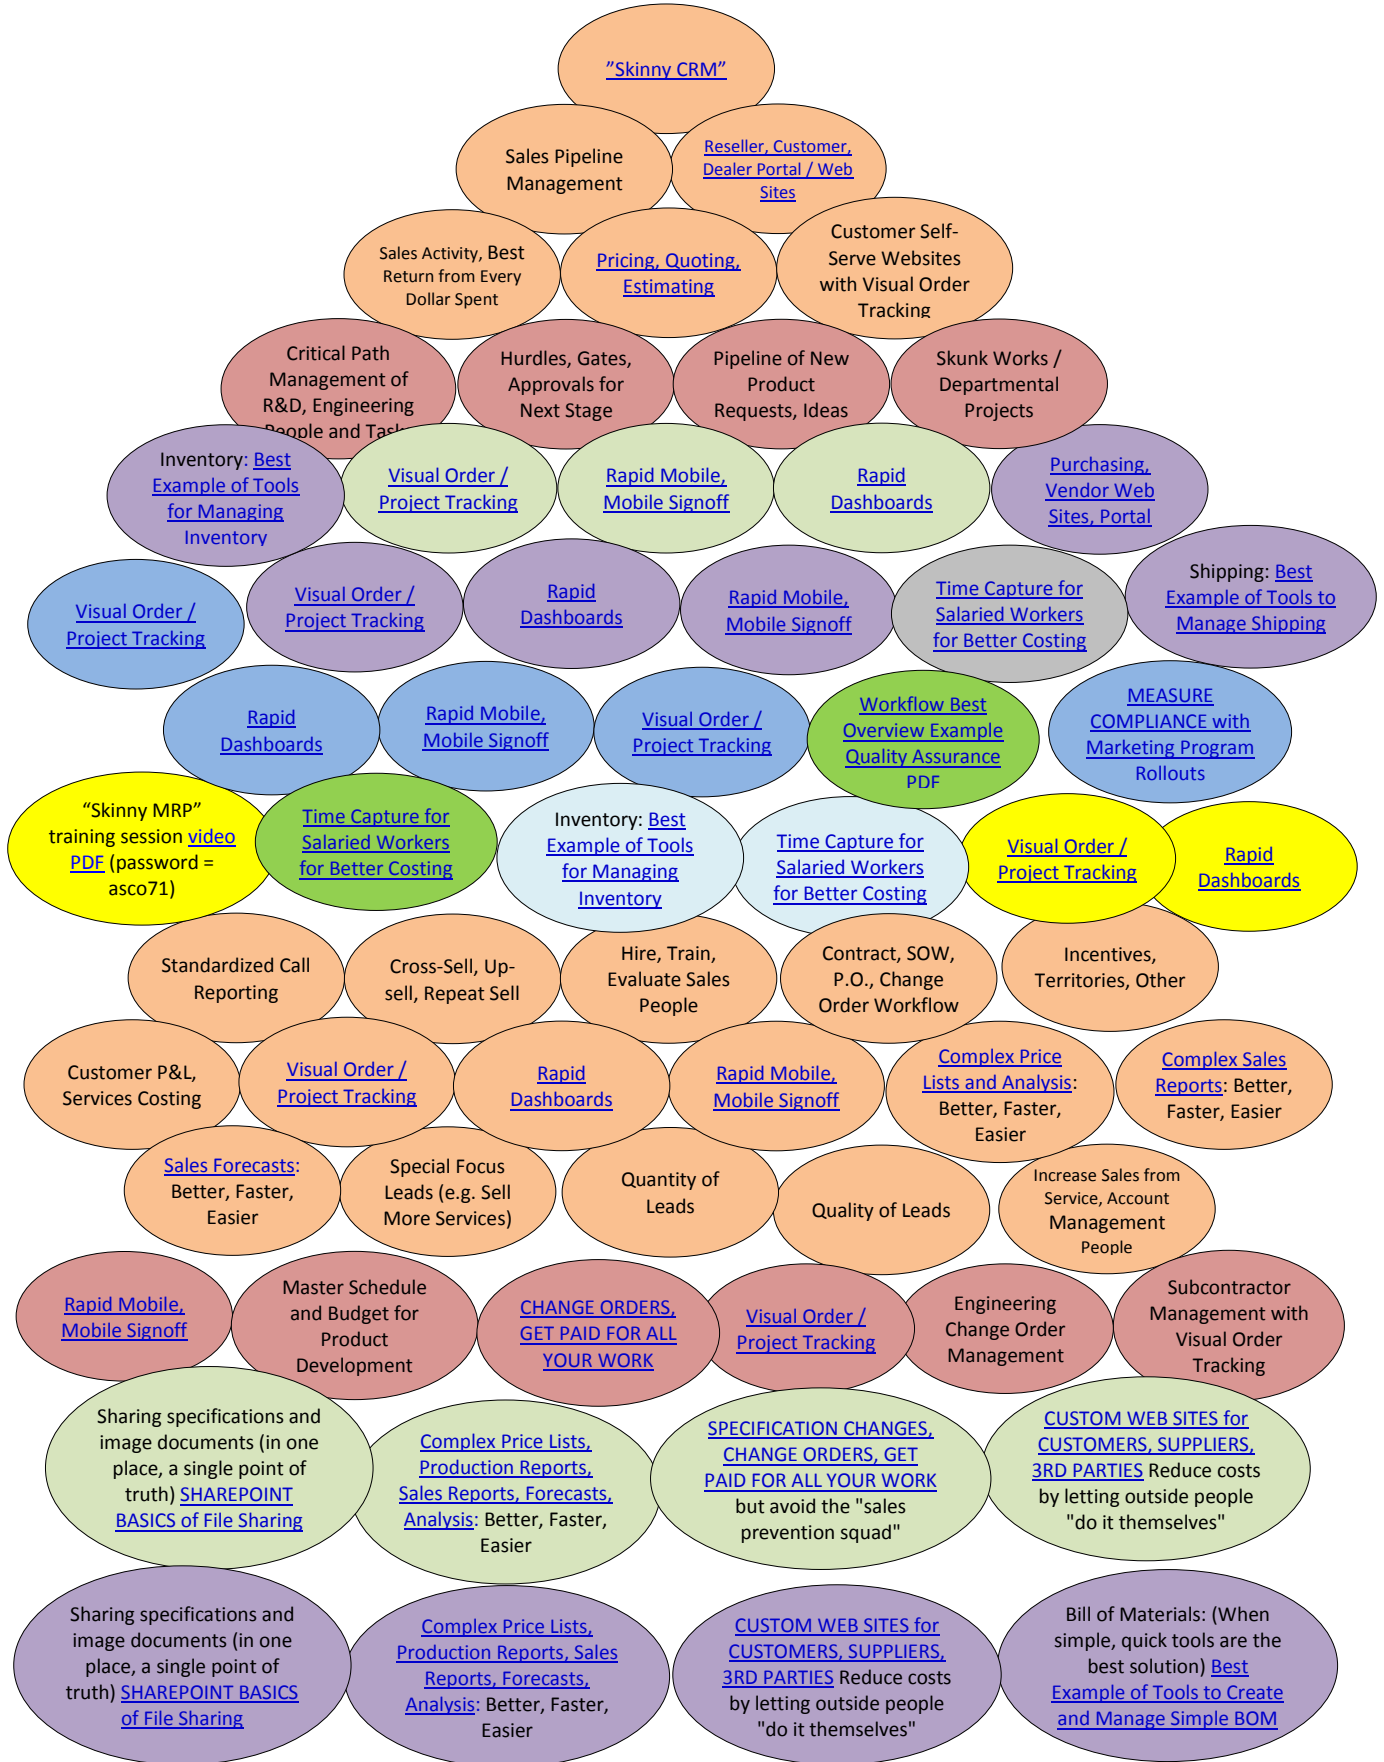 ”Skinny CRM”
Sales Pipeline
Management
Reseller, Customer,
Dealer Portal / Web
Sites
Sales Activity, Best
Return from Every
Dollar Spent
Pricing, Quoting,
Estimating
Customer Self-
Serve Websites
with Visual Order
Tracking
Critical Path
Management of
R&D, Engineering
People and Tasks
Hurdles, Gates,
Approvals for
Next Stage
Pipeline of New
Product
Requests, Ideas
Skunk Works /
Departmental
Projects
Inventory: Best
Example of Tools
for Managing
Inventory
Visual Order /
Project Tracking
Rapid Mobile,
Mobile Signoff
Rapid
Dashboards
Purchasing,
Vendor Web
Sites, Portal
Visual Order /
Project Tracking
Visual Order /
Project Tracking
Rapid
Dashboards
Rapid Mobile,
Mobile Signoff
Time Capture for
Salaried Workers
for Better Costing
Shipping: Best
Example of Tools to
Manage Shipping
Rapid
Dashboards
Rapid Mobile,
Mobile Signoff
Visual Order /
Project Tracking
Workflow Best
Overview Example
Quality Assurance
PDF
MEASURE
COMPLIANCE with
Marketing Program
Rollouts
“Skinny MRP”
training session video
PDF (password =
asco71)
Time Capture for
Salaried Workers
for Better Costing
Inventory: Best
Example of Tools
for Managing
Inventory
Time Capture for
Salaried Workers
for Better Costing
Visual Order /
Project Tracking
Rapid
Dashboards
Standardized Call
Reporting
Cross-Sell, Up-
sell, Repeat Sell
Hire, Train,
Evaluate Sales
People
Contract, SOW,
P.O., Change
Order Workflow
Incentives,
Territories, Other
Customer P&L,
Services Costing
Visual Order /
Project Tracking
Rapid
Dashboards
Rapid Mobile,
Mobile Signoff
Complex Price
Lists and Analysis:
Better, Faster,
Easier
Complex Sales
Reports: Better,
Faster, Easier
Sales Forecasts:
Better, Faster,
Easier
Special Focus
Leads (e.g. Sell
More Services)
Quantity of
Leads
Quality of Leads
Increase Sales from
Service, Account
Management
People
Rapid Mobile,
Mobile Signoff
Master Schedule
and Budget for
Product
Development
CHANGE ORDERS,
GET PAID FOR ALL
YOUR WORK
Visual Order /
Project Tracking
Engineering
Change Order
Management
Subcontractor
Management with
Visual Order
Tracking
Sharing specifications and
image documents (in one
place, a single point of
truth) SHAREPOINT
BASICS of File Sharing
Complex Price Lists,
Production Reports,
Sales Reports, Forecasts,
Analysis: Better, Faster,
Easier
SPECIFICATION CHANGES,
CHANGE ORDERS, GET
PAID FOR ALL YOUR WORK
but avoid the "sales
prevention squad"
CUSTOM WEB SITES for
CUSTOMERS, SUPPLIERS,
3RD PARTIES Reduce costs
by letting outside people
"do it themselves"
Sharing specifications and
image documents (in one
place, a single point of
truth) SHAREPOINT BASICS
of File Sharing
Complex Price Lists,
Production Reports, Sales
Reports, Forecasts,
Analysis: Better, Faster,
Easier
CUSTOM WEB SITES for
CUSTOMERS, SUPPLIERS,
3RD PARTIES Reduce costs
by letting outside people
"do it themselves"
Bill of Materials: (When
simple, quick tools are the
best solution) Best
Example of Tools to Create
and Manage Simple BOM